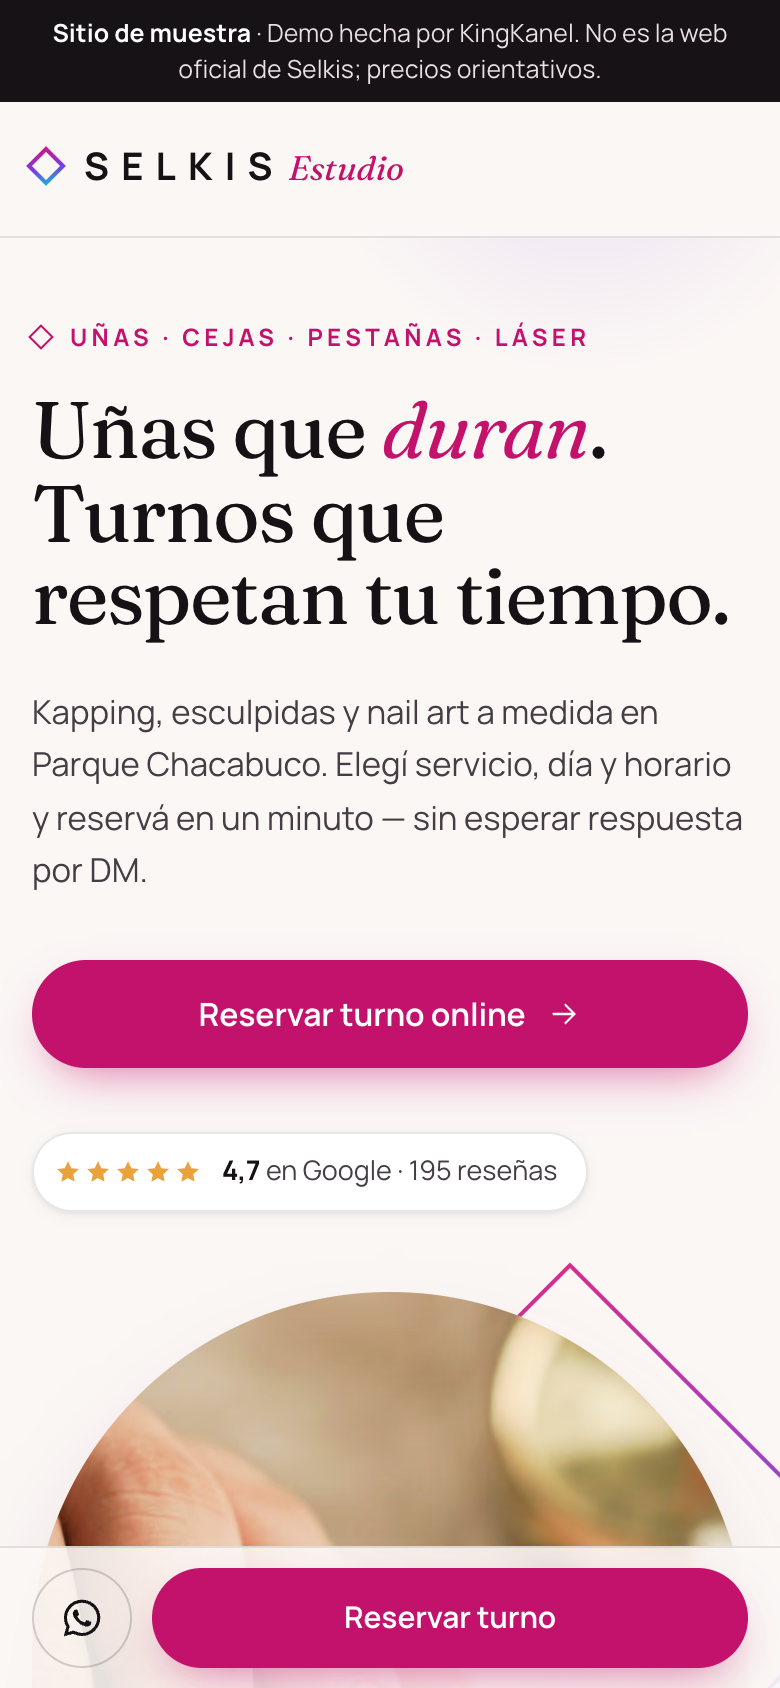 Sitio de muestra · Demo hecha por KingKanel. No es la web
oficial de Selkis; precios orientativos.
SELKIS Estudio
UÑAS · CEJAS · PESTAÑAS · LÁSER
Uñas que duran.
Turnos que
respetan tu tiempo.
Kapping, esculpidas y nail art a medida en
Parque Chacabuco. Elegí servicio, día y horario
y reservá en un minuto — sin esperar respuesta
por DM.
Reservar turno online →
4,7 en Google · 195 reseñas
Reservar turno